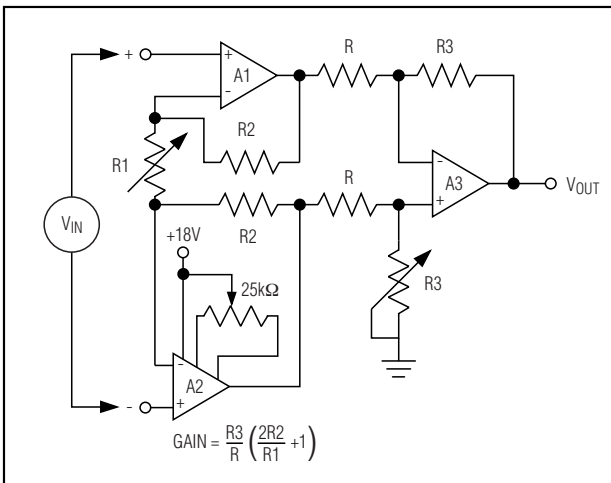 R
R3
+
A1
-
R2
R1
R
-
A3
+
VOUT
VIN
R2
+18V
25kΩ
R3
-
A2
+
-
GAIN = R3/R (2R2/R1 +1)